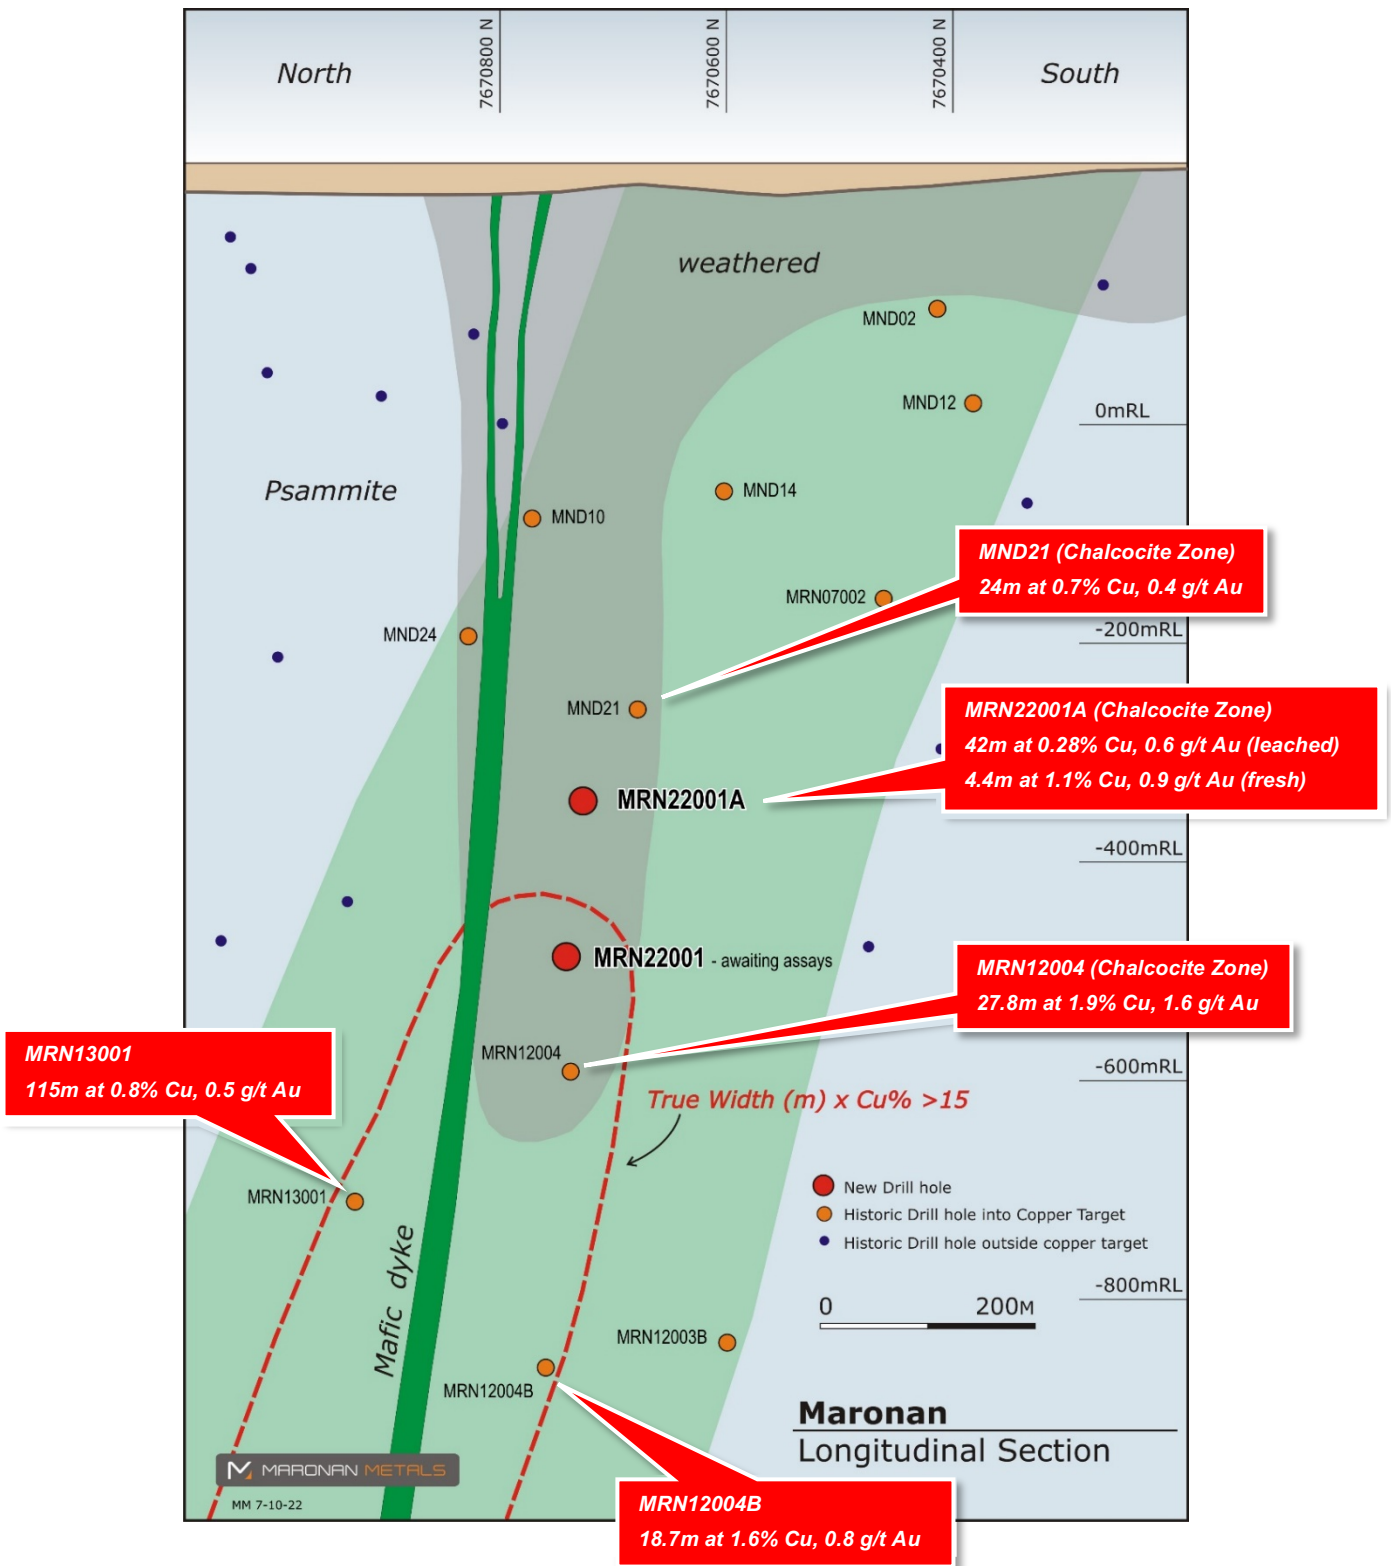 North
7670800 N
7670600 N
7670400 N
South
weathered
MND02
MND12
0mRL
Psammite
MND14
MND10
MND21 (Chalcocite Zone)
24m at 0.7% Cu, 0.4 g/t Au
MRN07002
MND24
-200mRL
MND21
MRN22001A (Chalcocite Zone)
42m at 0.28% Cu, 0.6 g/t Au (leached)
4.4m at 1.1% Cu, 0.9 g/t Au (fresh)
MRN22001A
-400mRL
MRN22001 - awaiting assays
MRN12004 (Chalcocite Zone)
27.8m at 1.9% Cu, 1.6 g/t Au
MRN13001
115m at 0.8% Cu, 0.5 g/t Au
MRN12004
-600mRL
True Width (m) x Cu% >15
MRN13001
New Drill hole
Historic Drill hole into Copper Target
Historic Drill hole outside copper target
Mafic dyke
-800mRL
0 200M
MRN12003B
MRN12004B
Maronan
Longitudinal Section
MARONAN METALS
MM 7-10-22
MRN12004B
18.7m at 1.6% Cu, 0.8 g/t Au